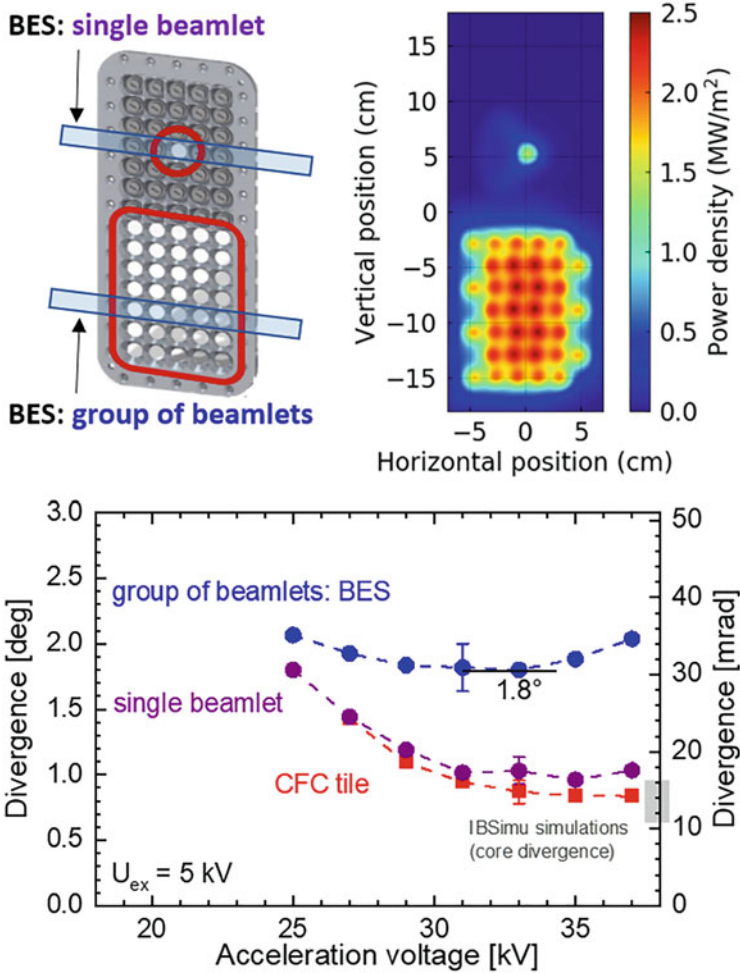 BES: single beamlet
BES: group of beamlets
Vertical position (cm)
15
10
5
0
−5
−10
−15
−5 0 5
Horizontal position (cm)
2.5
2.0
1.5
1.0
0.5
0.0
Power density (MW/m²)
Divergence [deg]
3.0
2.5
2.0
1.5
1.0
0.5
0.0
group of beamlets: BES
1.8°
single beamlet
CFC tile
IBSimu simulations
(core divergence)
U_ex = 5 kV
20 25 30 35
Acceleration voltage [kV]
50
40
30
20
10
0
Divergence [mrad]